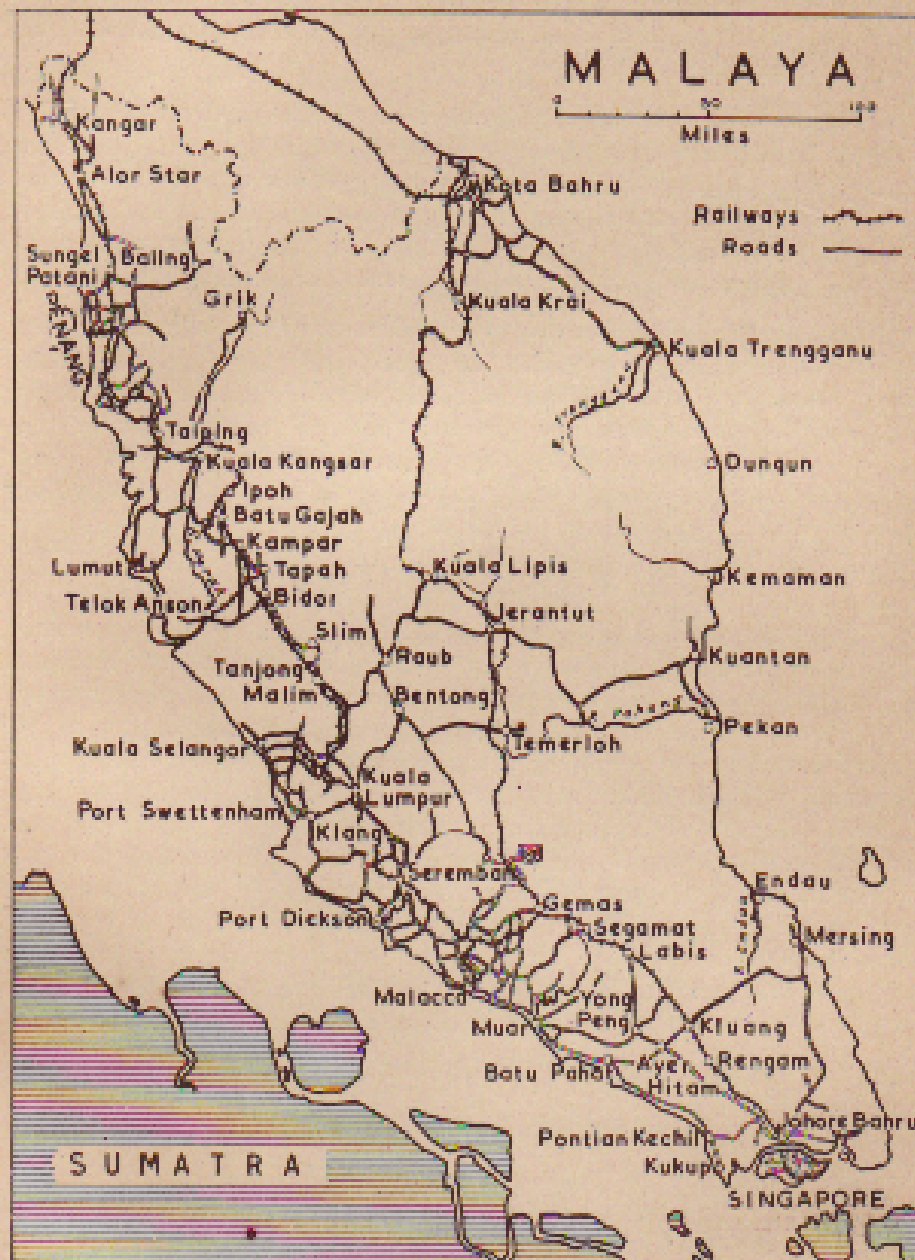 MALAYA
0 50 100
Miles
Kangar
Alor Star
Kota Bahru
Railways
Roads
Sungei
Patani
Baling
Grik
PENANG
Kuala Krai
Kuala Trengganu
Taiping
Kuala Kangsar
Dungun
Ipoh
Batu Gajah
Kampar
Lumut
Tapah
Kuala Lipis
Kemaman
Telok Anson
Bidor
Jerantut
Slim
Raub
Kuantan
Tanjong
Malim
Bentong
R. Pahang
Pekan
Kuala Selangor
Temerloh
Kuala
Lumpur
Port Swettenham
Klang
Seremban
Endau
Gemas
Port Dickson
Segamat
Labis
R. Endau
Mersing
Malacca
Yong
Peng
Muar
Kluang
Batu Pahat
Ayer
Hitam
Rengam
Johore Bahru
Pontian Kechil
Kukup
SUMATRA
SINGAPORE